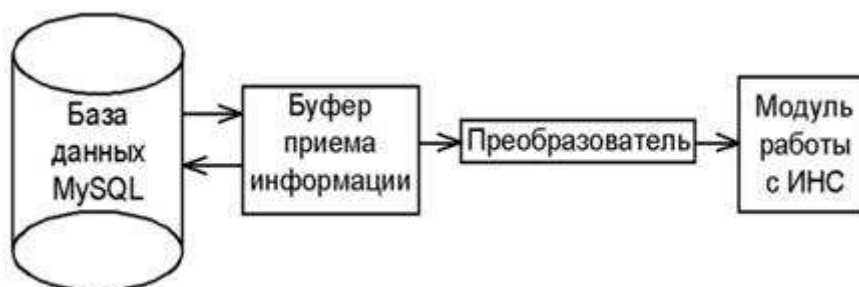 База
данных
MySQL
Буфер
приема
информации
Преобразователь
Модуль
работы
с ИНС